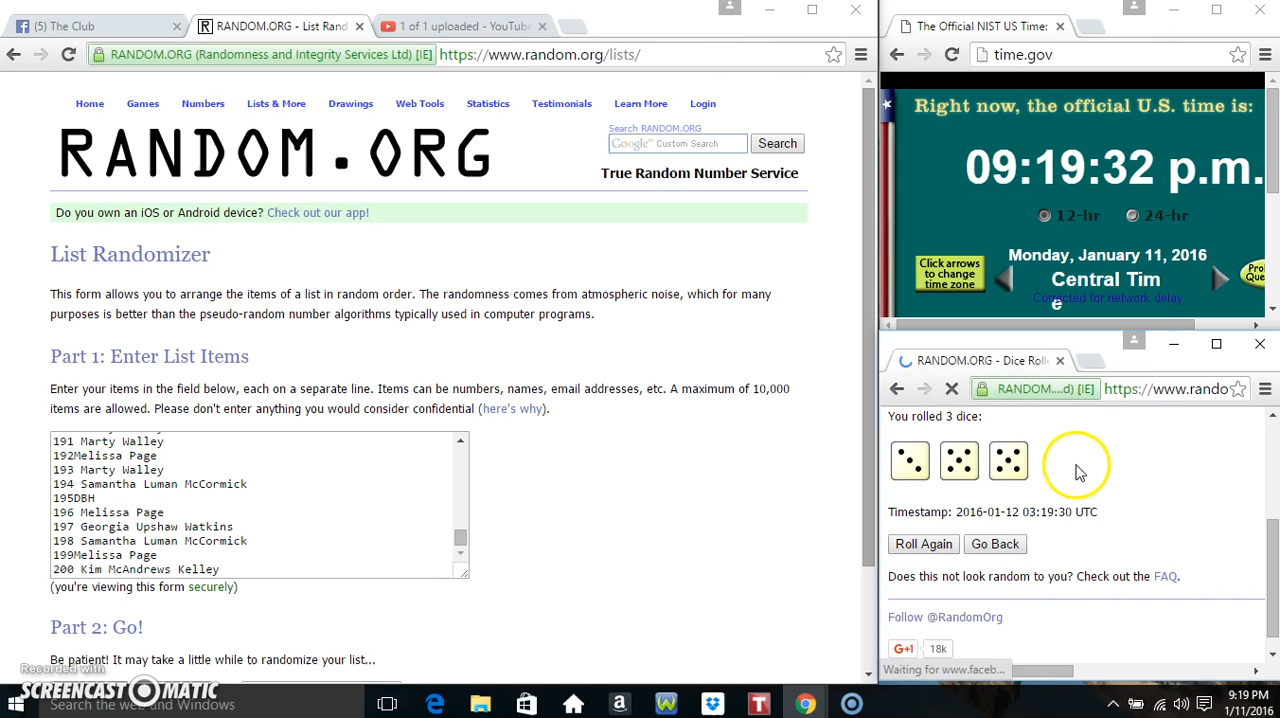 (5) The Club
RANDOM.ORG - List Rand
1 of 1 uploaded - YouTube
RANDOM.ORG (Randomness and Integrity Services Ltd) [IE]
https://www.random.org/lists/
Home
Games
Numbers
Lists & More
Drawings
Web Tools
Statistics
Testimonials
Learn More
Login
RANDOM.ORG
Search RANDOM.ORG
Google™ Custom Search
Search
True Random Number Service
Do you own an iOS or Android device? Check out our app!
List Randomizer
This form allows you to arrange the items of a list in random order. The randomness comes from atmospheric noise, which for many
purposes is better than the pseudo-random number algorithms typically used in computer programs.
Part 1: Enter List Items
Enter your items in the field below, each on a separate line. Items can be numbers, names, email addresses, etc. A maximum of 10,000
items are allowed. Please don't enter anything you would consider confidential (here's why).
191 Marty Walley
192Melissa Page
193 Marty Walley
194 Samantha Luman McCormick
195DBH
196 Melissa Page
197 Georgia Upshaw Watkins
198 Samantha Luman McCormick
199Melissa Page
200 Kim McAndrews Kelley
(you're viewing this form securely)
Part 2: Go!
Be patient! It may take a little while to randomize your list...
Recorded with
SCREENCAST-O-MATIC
Search the web and Windows
The Official NIST US Time:
time.gov
Right now, the official U.S. time is:
09:19:32 p.m.
12-hr
24-hr
Click arrows
to change
time zone
Monday, January 11, 2016
Central Tim
e
Corrected for network delay
Pro
Que
RANDOM.ORG - Dice Rolle
RANDOM....d) [IE]
https://www.rando
You rolled 3 dice:
Timestamp: 2016-01-12 03:19:30 UTC
Roll Again
Go Back
Does this not look random to you? Check out the FAQ.
Follow @RandomOrg
G+1
18k
Waiting for www.faceb...
9:19 PM
1/11/2016